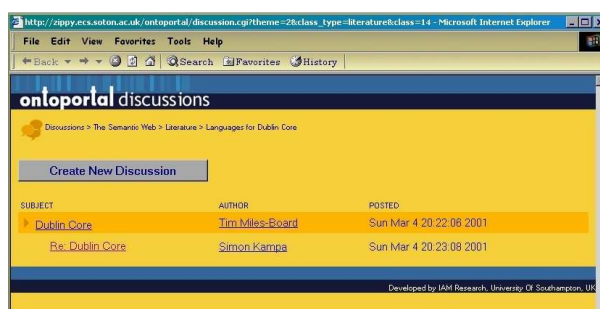 http://zippy.ecs.soton.ac.uk/ontoportal/discussion.cgi?theme=2&class_type=literature&class=14 - Microsoft Internet Explorer
File Edit View Favorites Tools Help
Back Search Favorites History
ontoportal discussions
Discussions > The Semantic Web > Literature > Languages for Dublin Core
Create New Discussion
SUBJECT AUTHOR POSTED
Dublin Core Tim Miles-Board Sun Mar 4 20:22:06 2001
Re: Dublin Core Simon Kampa Sun Mar 4 20:23:08 2001
Developed by IAM Research, University Of Southampton, UK